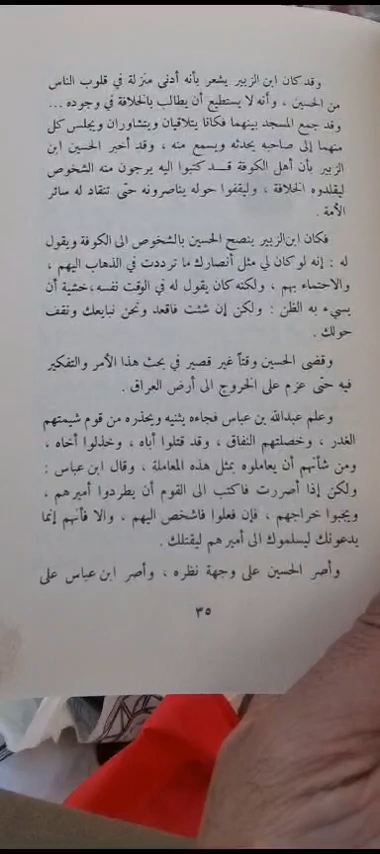 وقد كان ابن الزبير يشعر بأنه أدنى منزلة في قلوب الناس
من الحسين ، وأنه لا يستطيع أن يطالب بالخلافة في وجوده ...
وقد جمع المسجد بينهما فكانا يتلاقيان ويتشاوران ويجلس كل
منهما إلى صاحبه يحدثه ويسمع منه ، وقد أخبر الحسين ابن
الزبير بأن أهل الكوفة قد كتبوا اليه يرجون منه الشخوص
ليقلدوه الخلافة ، وليقفوا حوله يناصرونه حتّى تنقاد له سائر
الأمة .
فكان ابن الزبير ينصح الحسين بالشخوص الى الكوفة ويقول
له : إنه لو كان لي مثل أنصارك ما ترددت في الذهاب اليهم ،
والاحتماء بهم ، ولكنه كان يقول له في الوقت نفسه، خشية أن
يسيء به الظن : ولكن إن شئت فاقعد ونحن نبايعك ونقف
حولك .
وقضى الحسين وقتاً غير قصير في بحث هذا الأمر والتفكير
فيه حتّى عزم على الخروج الى أرض العراق .
وعلم عبدالله بن عباس فجاءه يثنيه ويحذره من قوم شيمتهم
الغدر ، وخصلتهم النفاق ، وقد قتلوا أباه ، وخذلوا أخاه ،
ومن شأنهم أن يعاملوه بمثل هذه المعاملة ، وقال ابن عباس :
ولكن إذا أصررت فاكتب الى القوم أن يطردوا أميرهم ،
ويجبوا خراجهم ، فإن فعلوا فاشخص اليهم ، والا فأنهم إنما
يدعونك ليسلموك الى أميرهم ليقتلك .
وأصر الحسين على وجهة نظره ، وأصر ابن عباس على
٣٥